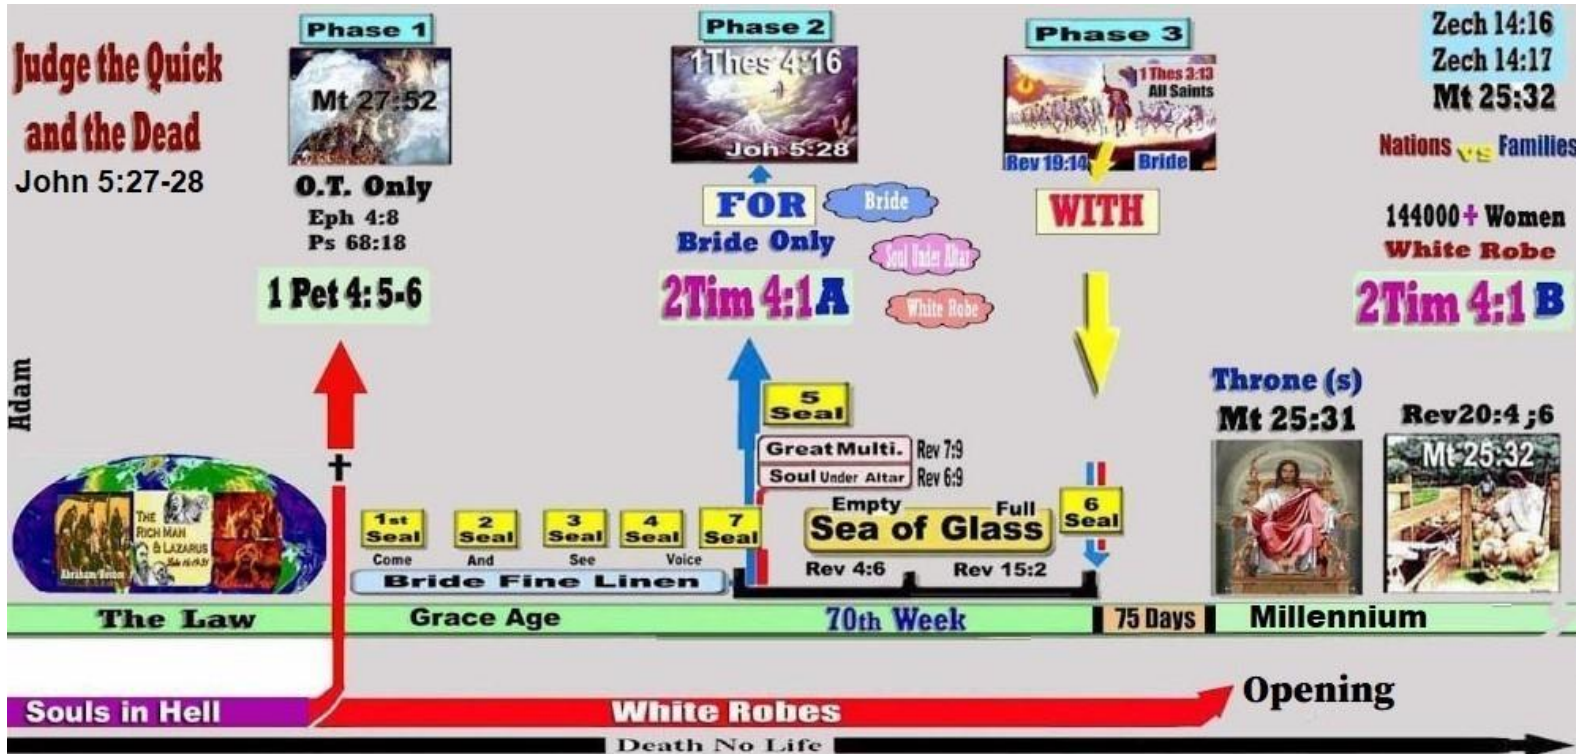 Judge the Quick
and the Dead
John 5:27-28
Adam
Phase 1
Mt 27:52
O.T. Only
Eph 4:8
Ps 68:18
1 Pet 4: 5-6
Phase 2
1Thes 4:16
Joh 5:28
FOR
Bride Only
2Tim 4:1 A
Bride
Soul Under Altar
White Robe
Phase 3
1 Thes 3:13
All Saints
Rev 19:14
Bride
WITH
Zech 14:16
Zech 14:17
Mt 25:32
Nations vs Families
144000 + Women
White Robe
2Tim 4:1 B
Throne (s)
Mt 25:31
Rev20:4 ;6
Mt 25:32
5
Seal
Great Multi. Rev 7:9
Soul Under Altar Rev 6:9
Empty Full
Sea of Glass
Rev 4:6 Rev 15:2
6
Seal
THE
RICH MAN
& LAZARUS
Abraham/Bosom
1st
Seal
Come
2
Seal
And
3
Seal
See
4
Seal
Voice
7
Seal
Bride Fine Linen
The Law
Grace Age
70th Week
75 Days
Millennium
Souls in Hell
White Robes
Opening
Death No Life